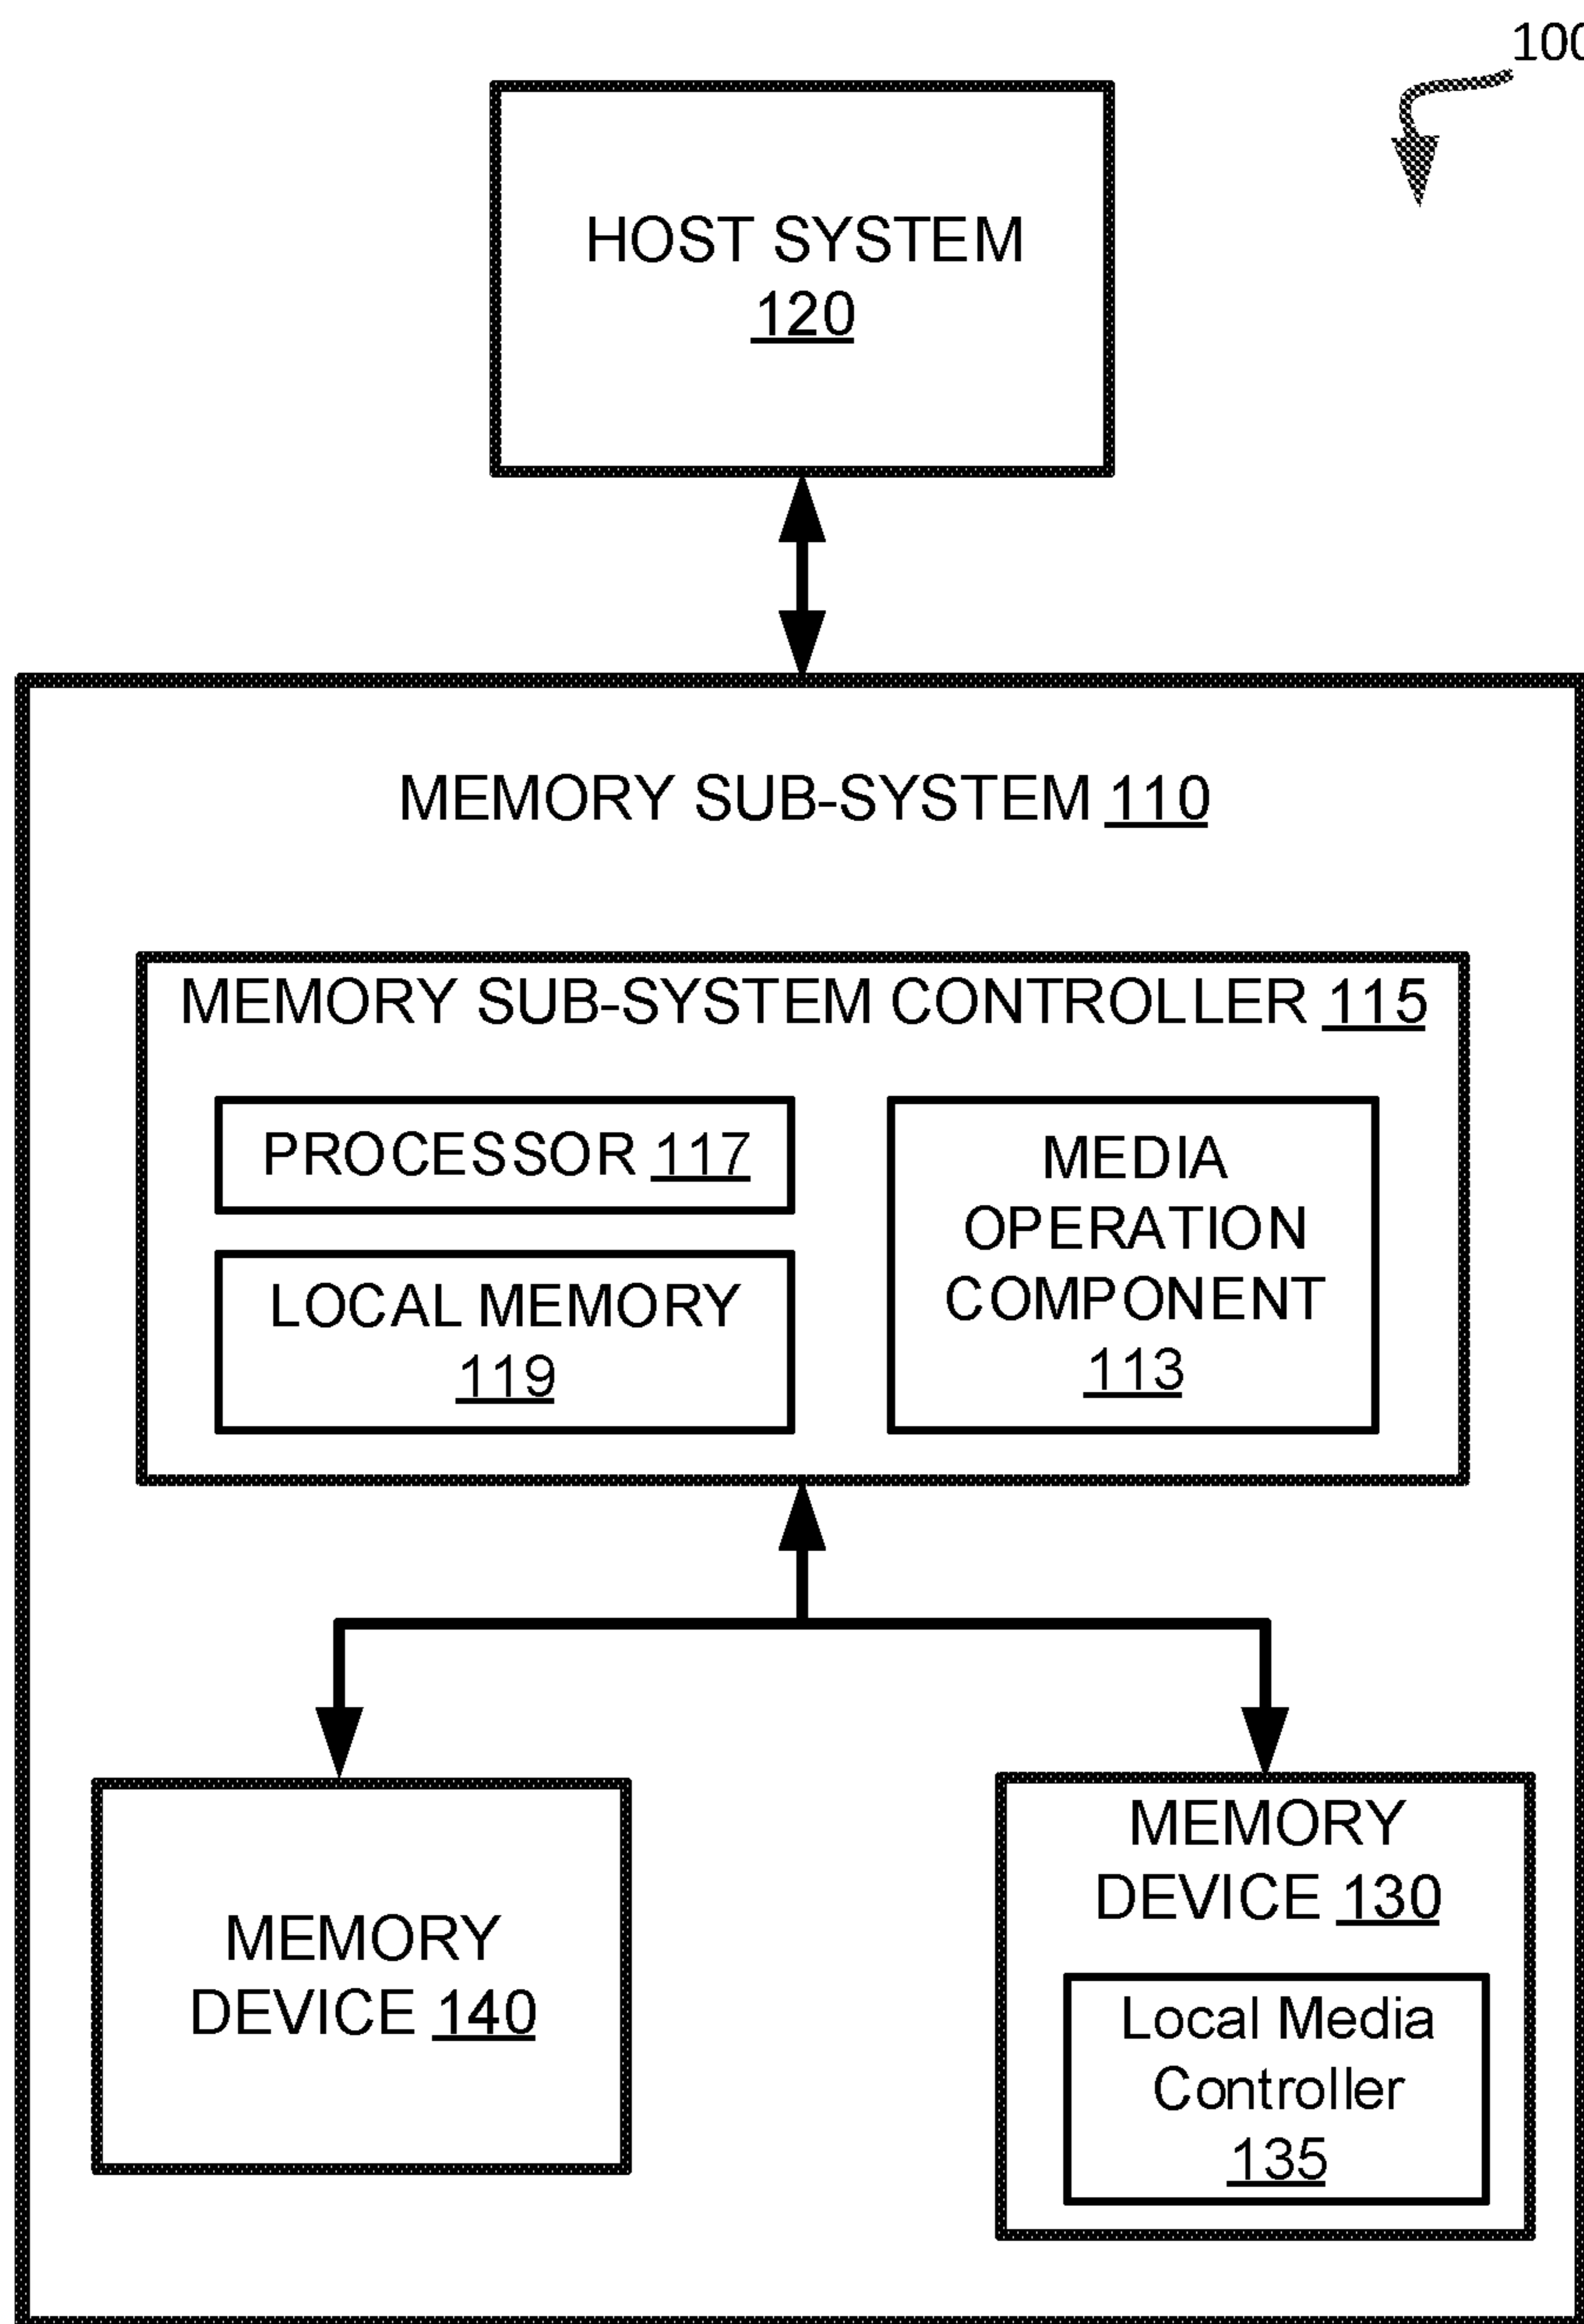 100
HOST SYSTEM
120
MEMORY SUB-SYSTEM 110
MEMORY SUB-SYSTEM CONTROLLER 115
PROCESSOR 117
LOCAL MEMORY
119
MEDIA
OPERATION
COMPONENT
113
MEMORY
DEVICE 140
MEMORY
DEVICE 130
Local Media
Controller
135